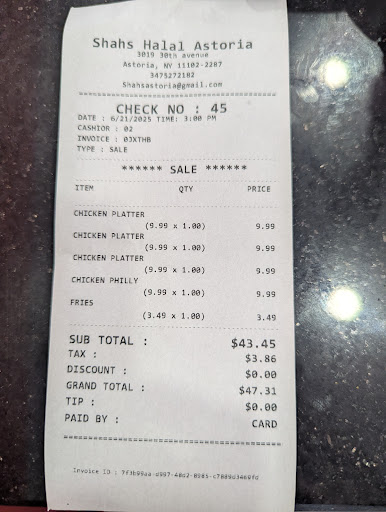 Shahs Halal Astoria
3019 30th avenue
Astoria, NY 11102-2287
3475272182
Shahsastoria@gmail.com
CHECK NO : 45
DATE : 6/21/2025 TIME: 3:00 PM
CASHIOR : 02
INVOICE : 03XTHB
TYPE : SALE
****** SALE ******
ITEM QTY PRICE
CHICKEN PLATTER
(9.99 x 1.00) 9.99
CHICKEN PLATTER
(9.99 x 1.00) 9.99
CHICKEN PLATTER
(9.99 x 1.00) 9.99
CHICKEN PHILLY
(9.99 x 1.00) 9.99
FRIES
(3.49 x 1.00) 3.49
SUB TOTAL : $43.45
TAX : $3.86
DISCOUNT : $0.00
GRAND TOTAL : $47.31
TIP : $0.00
PAID BY : CARD
Invoice ID :